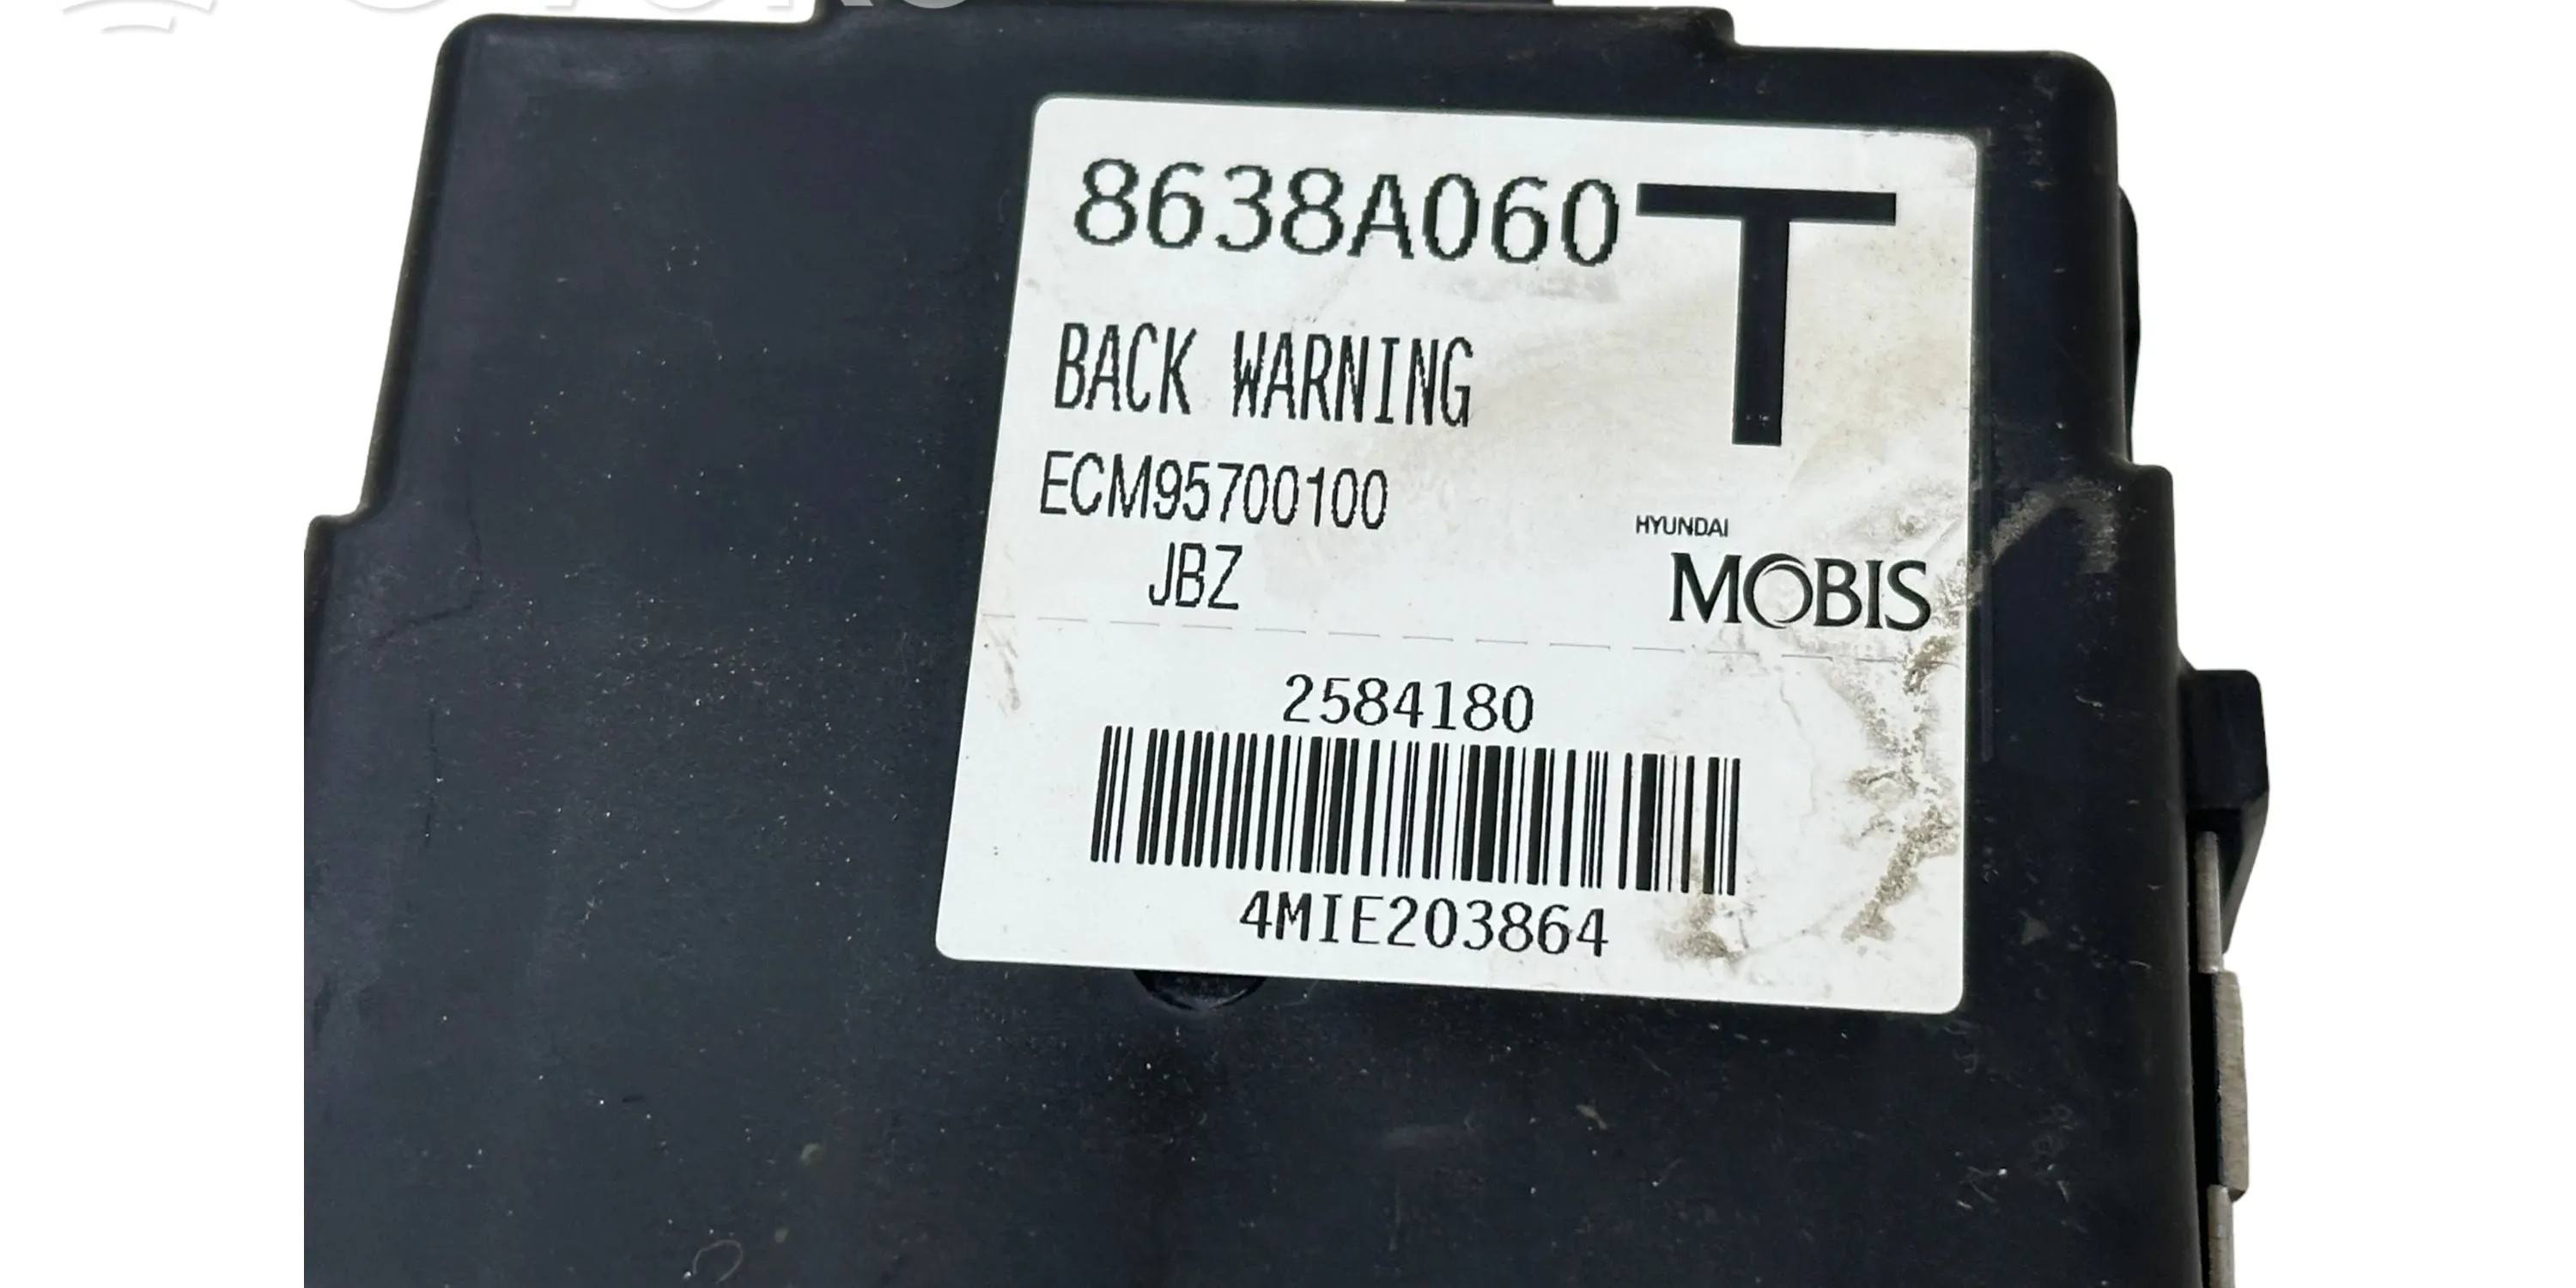 8638A060 T
BACK WARNING
ECM95700100
JBZ
HYUNDAI
MOBIS
2584180
4MIE203864